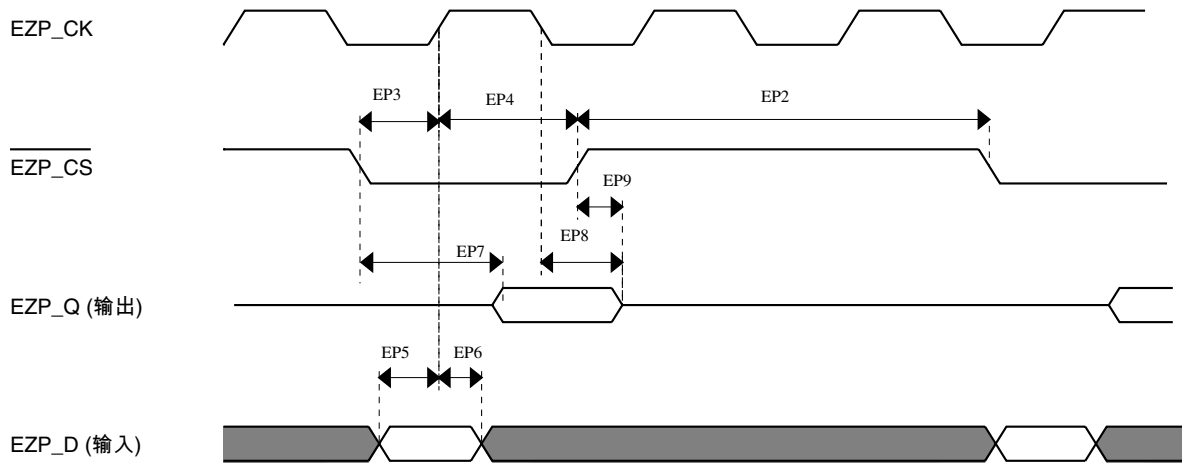 EZP_CK
EP3
EP4
EP2
EZP_CS
EP9
EP8
EP7
EZP_Q (输出)
EP5
EP6
EZP_D (输入)